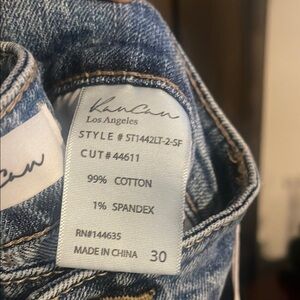 KanCan
Los Angeles
STYLE # ST1442LT-2-SF
CUT# 44611
99% COTTON
1% SPANDEX
RN#144635
MADE IN CHINA 30